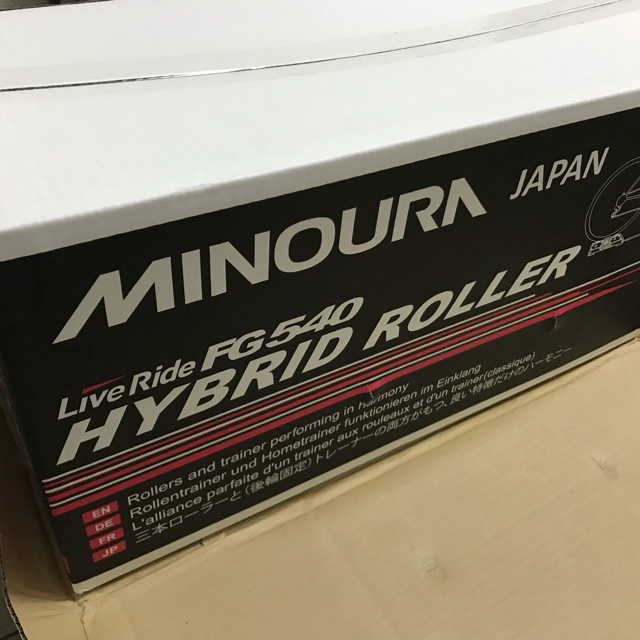 MINOURA JAPAN
Live Ride FG540
HYBRID ROLLER
EN Rollers and trainer performing in harmony
DE Rollentrainer und Hometrainer funktionieren im Einklang
FR L'alliance parfaite d'un trainer aux rouleaux et d'un trainer(classique)
JP 三本ローラーと(後輪固定)トレーナーの両方がもつ、良い特徴だけのハーモニー